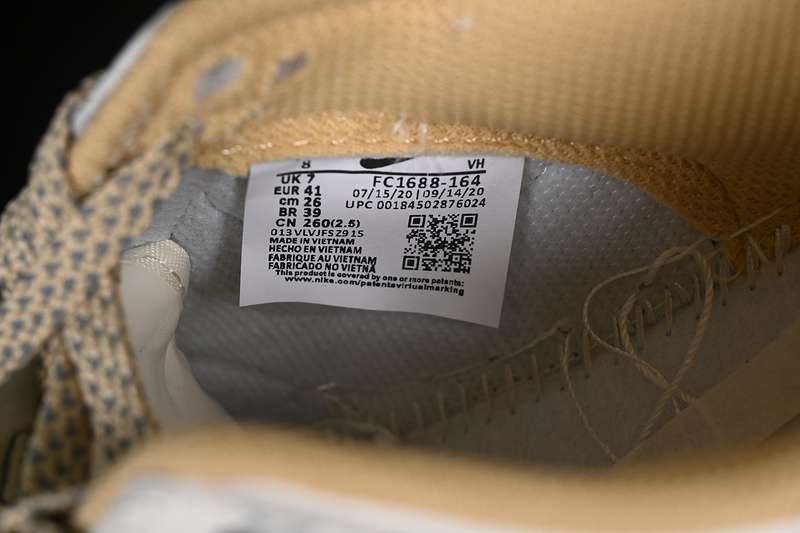 8 VH
UK 7 FC1688-164
EUR 41 07/15/20 | 09/14/20
cm 26 UPC 00184502876024
BR 39
CN 260(2.5)
013VLVJFSZ915
MADE IN VIETNAM
HECHO EN VIETNAM
FABRIQUE AU VIETNAM
FABRICADO NO VIETNÃ
This product is covered by one or more patents:
www.nike.com/patentsvirtualmarking